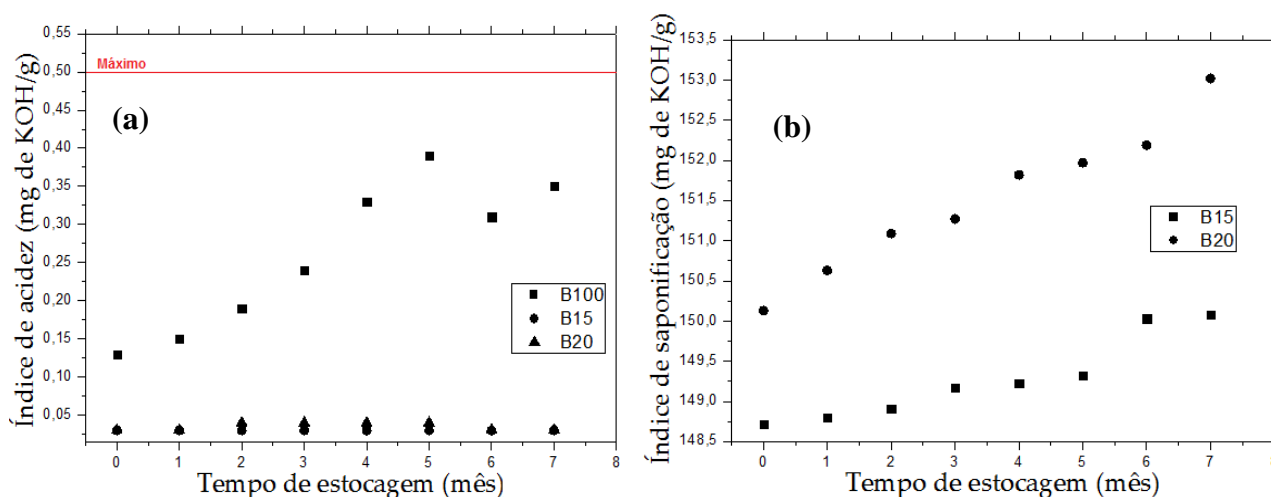 (a)
Índice de acidez (mg de KOH/g)
0,55
0,50
0,45
0,40
0,35
0,30
0,25
0,20
0,15
0,10
0,05
Máximo
B100
B15
B20
0 1 2 3 4 5 6 7 8
Tempo de estocagem (mês)
(b)
Índice de saponificação (mg de KOH/g)
153,5
153,0
152,5
152,0
151,5
151,0
150,5
150,0
149,5
149,0
148,5
B15
B20
0 1 2 3 4 5 6 7
Tempo de estocagem (mês)